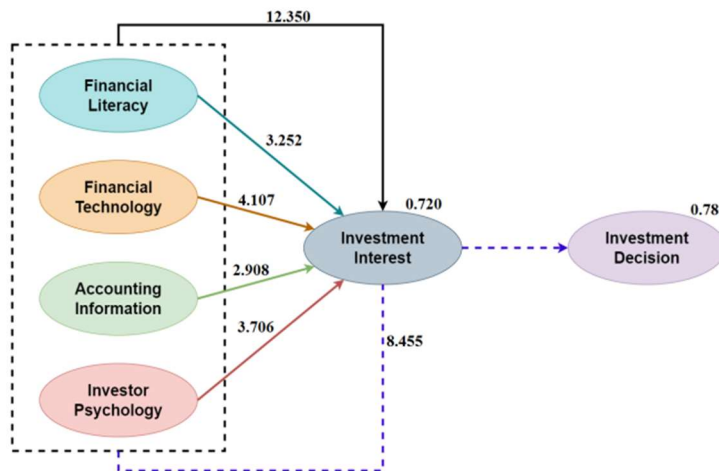 12.350
Financial
Literacy
3.252
Financial
Technology
4.107
0.720
0.78
Investment
Interest
Investment
Decision
Accounting
Information
2.908
3.706
8.455
Investor
Psychology